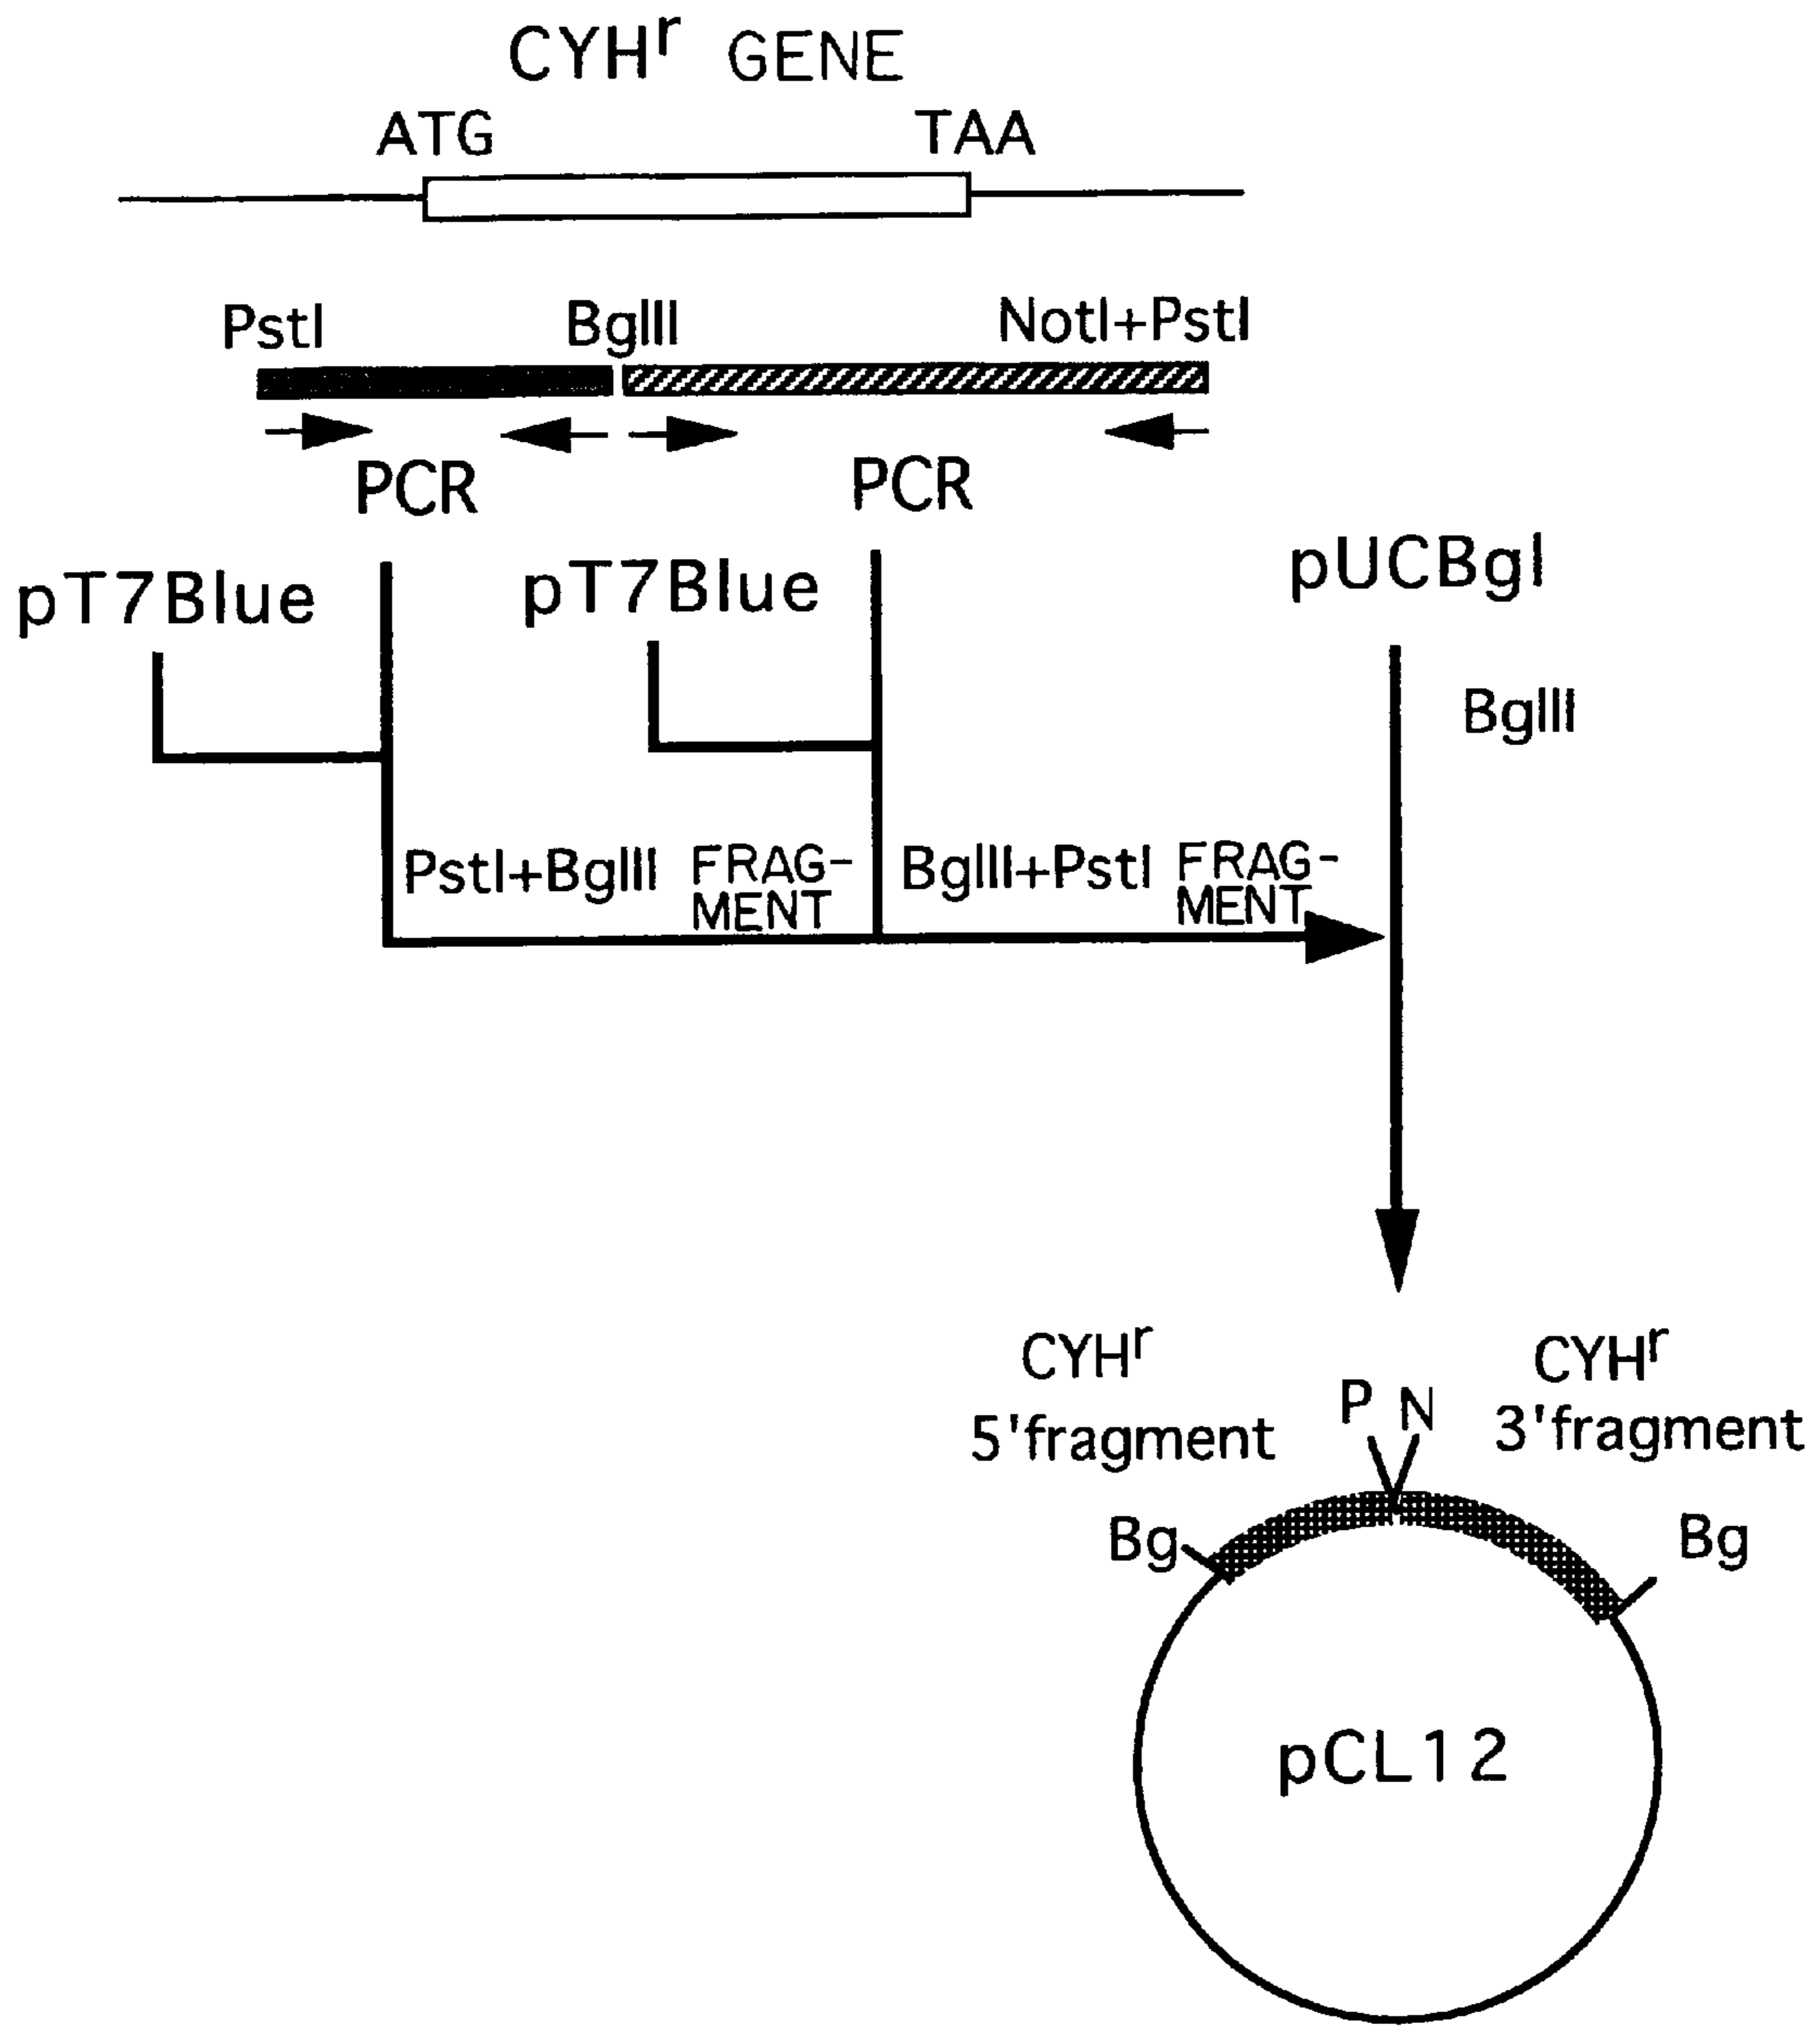 CYHr GENE
ATG TAA
PstI BglII NotI+PstI
PCR PCR
pT7Blue pT7Blue pUCBgl
BglII
PstI+BglII FRAG-
MENT
BglII+PstI FRAG-
MENT
CYHr
5'fragment
P N
CYHr
3'fragment
Bg Bg
pCL12